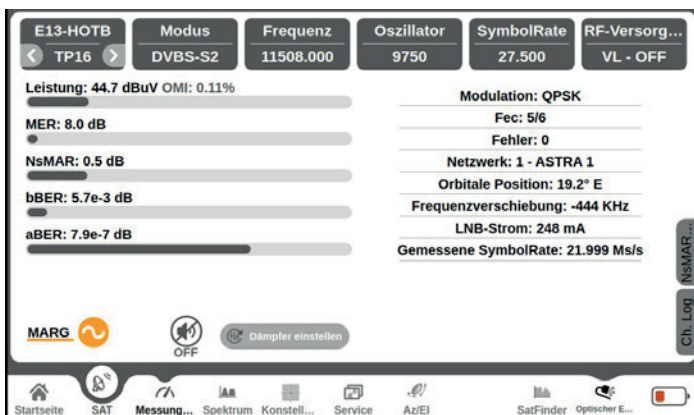 E13-HOTB
TP16
Modus
DVBS-S2
Frequenz
11508.000
Oszillator
9750
SymbolRate
27.500
RF-Versorg...
VL - OFF
Leistung: 44.7 dBuV OMI: 0.11%
MER: 8.0 dB
NsMAR: 0.5 dB
bBER: 5.7e-3 dB
aBER: 7.9e-7 dB
Modulation: QPSK
Fec: 5/6
Fehler: 0
Netzwerk: 1 - ASTRA 1
Orbitale Position: 19.2° E
Frequenzverschiebung: -444 KHz
LNB-Strom: 248 mA
Gemessene SymbolRate: 21.999 Ms/s
NsMAR...
Ch. Log
MARG
OFF
Dämpfer einstellen
Startseite
SAT
Messung...
Spektrum
Konstell...
Service
Az/El
SatFinder
Optischer E...